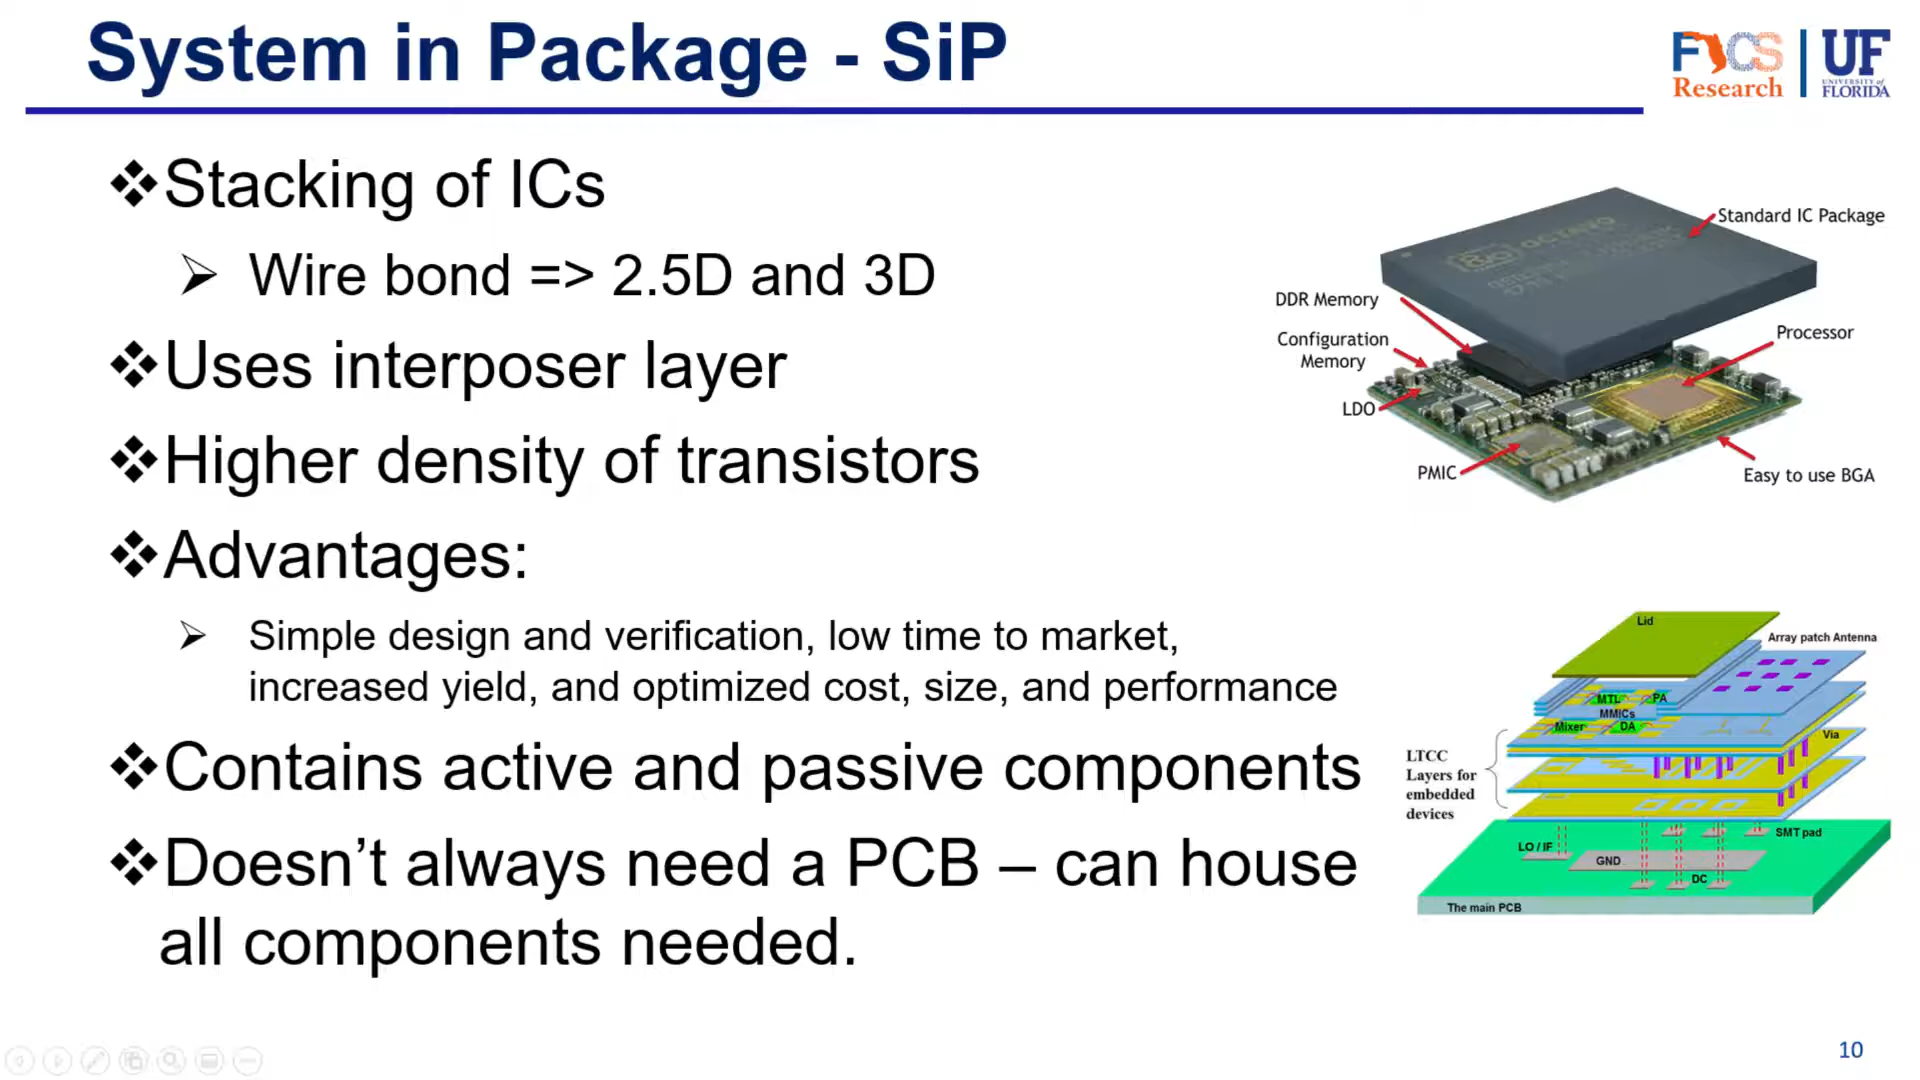 System in Package - SiP
FICS
Research
UF
UNIVERSITY of
FLORIDA
Stacking of ICs
Wire bond => 2.5D and 3D
Uses interposer layer
Higher density of transistors
Advantages:
Simple design and verification, low time to market,
increased yield, and optimized cost, size, and performance
Contains active and passive components
Doesn’t always need a PCB – can house
all components needed.
Standard IC Package
OCTAVO
DDR Memory
Configuration
Memory
Processor
LDO
PMIC
Easy to use BGA
Lid
Array patch Antenna
MTL
PA
MMICs
Mixer
DA
Via
LTCC
Layers for
embedded
devices
SMT pad
LO / IF
GND
DC
The main PCB
10